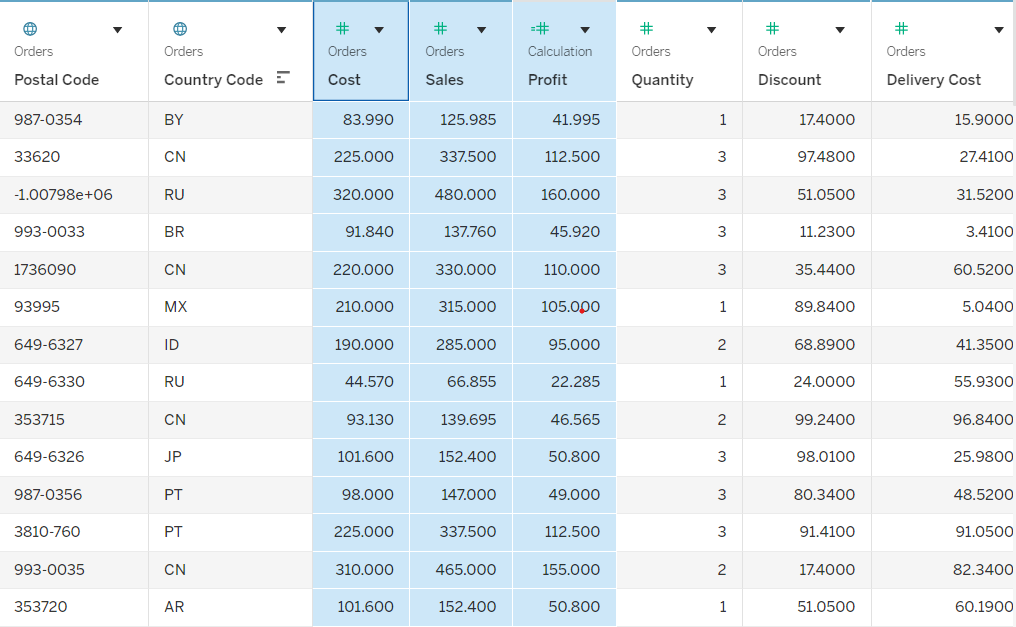 Orders Orders Orders Orders Calculation Orders Orders Orders
Postal Code Country Code Cost Sales Profit Quantity Discount Delivery Cost
987-0354 BY 83.990 125.985 41.995 1 17.4000 15.9000
33620 CN 225.000 337.500 112.500 3 97.4800 27.4100
-1.00798e+06 RU 320.000 480.000 160.000 3 51.0500 31.5200
993-0033 BR 91.840 137.760 45.920 3 11.2300 3.4100
1736090 CN 220.000 330.000 110.000 3 35.4400 60.5200
93995 MX 210.000 315.000 105.000 1 89.8400 5.0400
649-6327 ID 190.000 285.000 95.000 2 68.8900 41.3500
649-6330 RU 44.570 66.855 22.285 1 24.0000 55.9300
353715 CN 93.130 139.695 46.565 2 99.2400 96.8400
649-6326 JP 101.600 152.400 50.800 3 98.0100 25.9800
987-0356 PT 98.000 147.000 49.000 3 80.3400 48.5200
3810-760 PT 225.000 337.500 112.500 3 91.4100 91.0500
993-0035 CN 310.000 465.000 155.000 2 17.4000 82.3400
353720 AR 101.600 152.400 50.800 1 51.0500 60.1900